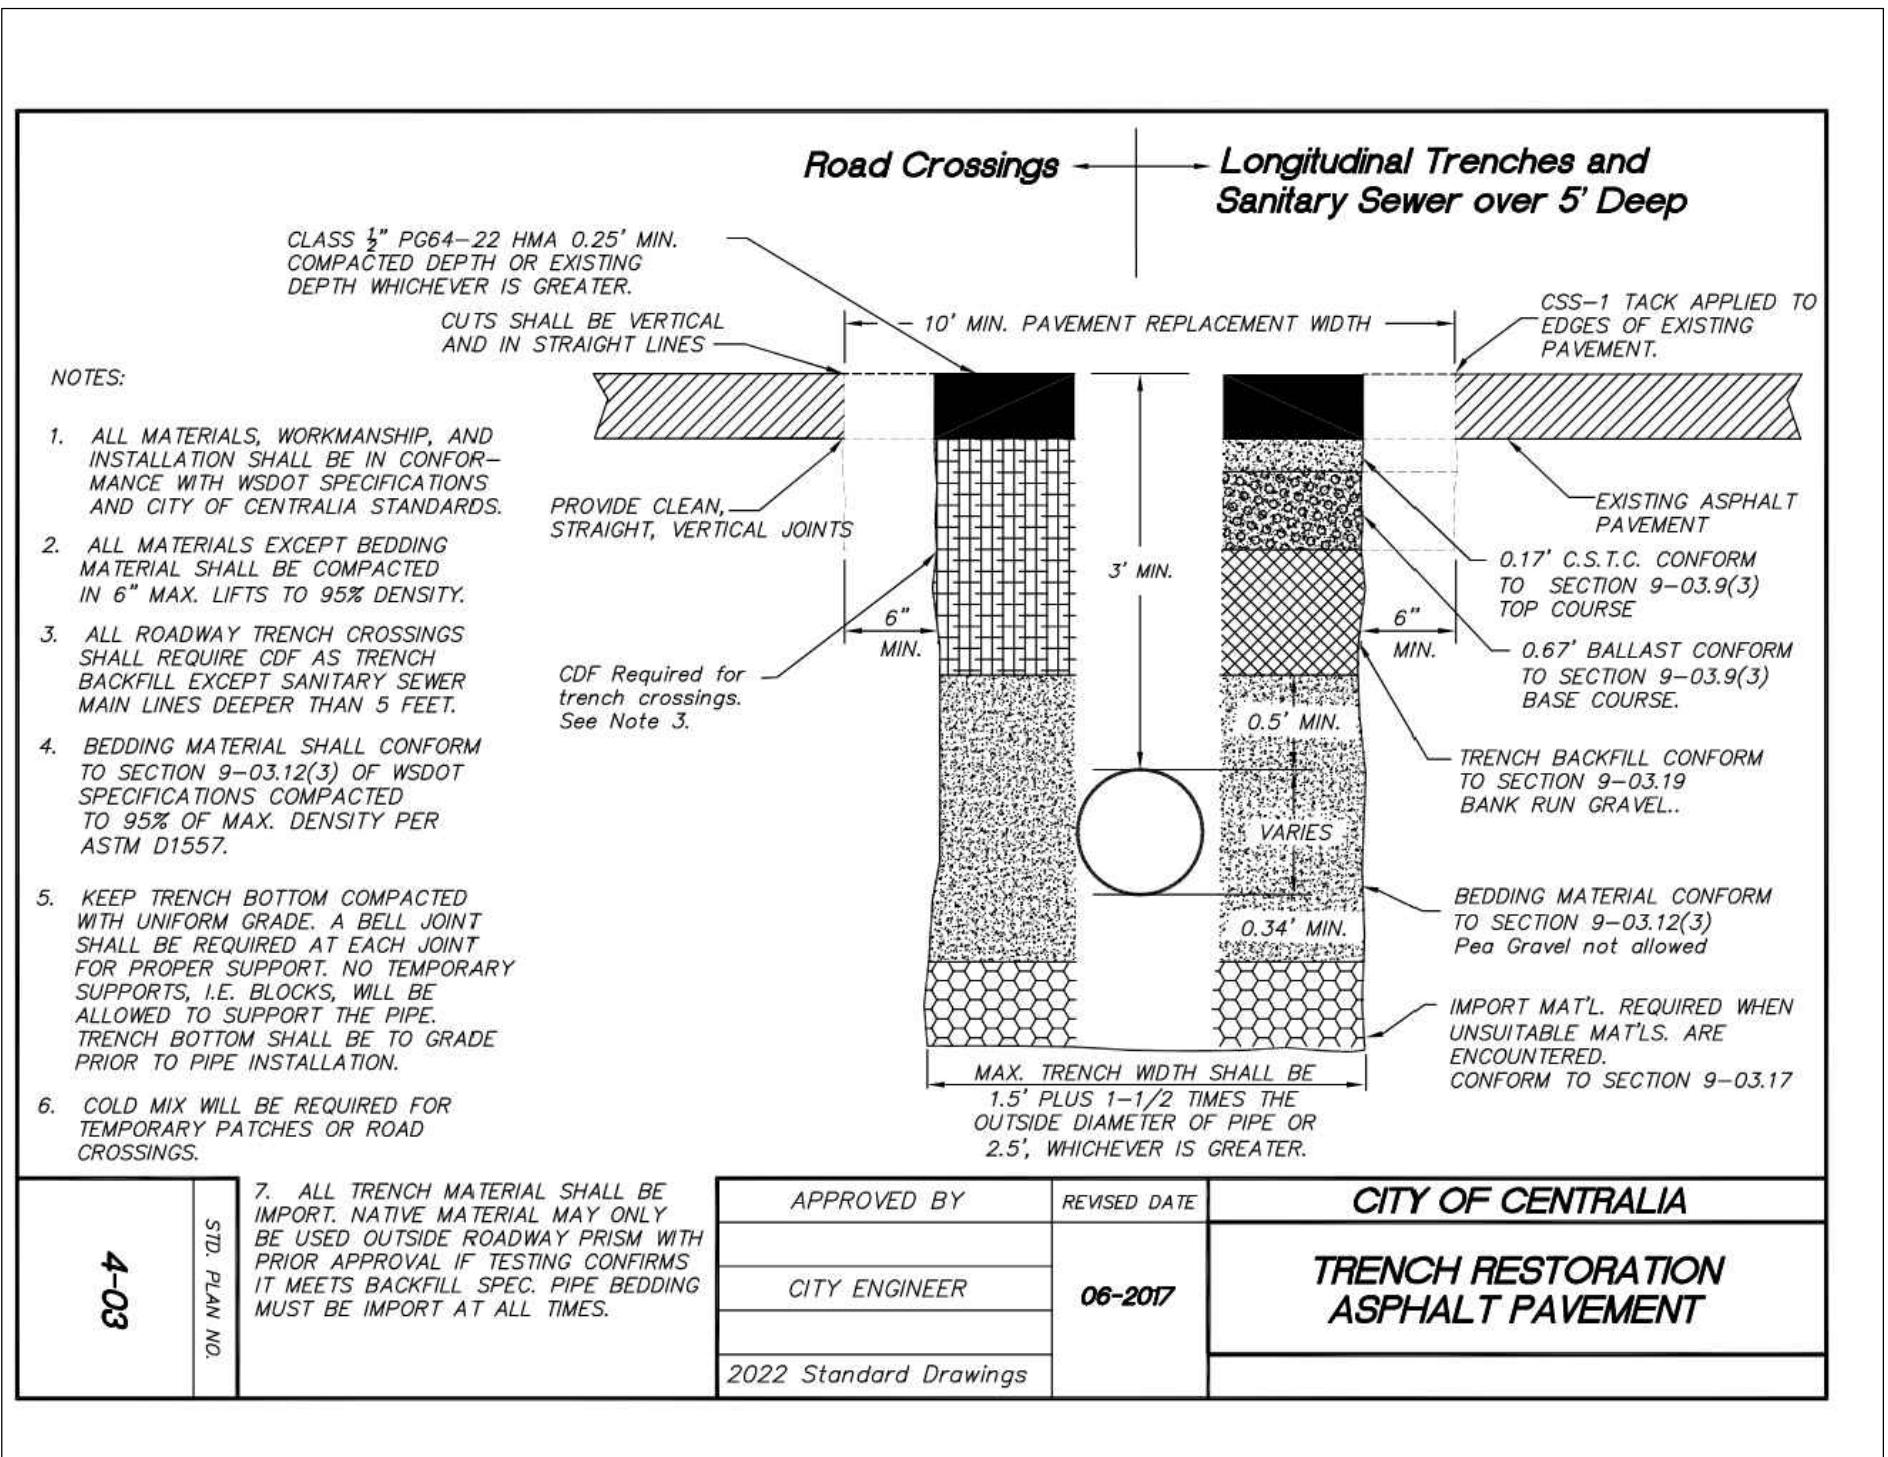 Road Crossings
Longitudinal Trenches and
Sanitary Sewer over 5' Deep
CLASS ½" PG64-22 HMA 0.25' MIN.
COMPACTED DEPTH OR EXISTING
DEPTH WHICHEVER IS GREATER.
CUTS SHALL BE VERTICAL
AND IN STRAIGHT LINES
10' MIN. PAVEMENT REPLACEMENT WIDTH
CSS-1 TACK APPLIED TO
EDGES OF EXISTING
PAVEMENT.
NOTES:
1. ALL MATERIALS, WORKMANSHIP, AND
INSTALLATION SHALL BE IN CONFOR-
MANCE WITH WSDOT SPECIFICATIONS
AND CITY OF CENTRALIA STANDARDS.
2. ALL MATERIALS EXCEPT BEDDING
MATERIAL SHALL BE COMPACTED
IN 6" MAX. LIFTS TO 95% DENSITY.
3. ALL ROADWAY TRENCH CROSSINGS
SHALL REQUIRE CDF AS TRENCH
BACKFILL EXCEPT SANITARY SEWER
MAIN LINES DEEPER THAN 5 FEET.
4. BEDDING MATERIAL SHALL CONFORM
TO SECTION 9-03.12(3) OF WSDOT
SPECIFICATIONS COMPACTED
TO 95% OF MAX. DENSITY PER
ASTM D1557.
5. KEEP TRENCH BOTTOM COMPACTED
WITH UNIFORM GRADE. A BELL JOINT
SHALL BE REQUIRED AT EACH JOINT
FOR PROPER SUPPORT. NO TEMPORARY
SUPPORTS, I.E. BLOCKS, WILL BE
ALLOWED TO SUPPORT THE PIPE.
TRENCH BOTTOM SHALL BE TO GRADE
PRIOR TO PIPE INSTALLATION.
6. COLD MIX WILL BE REQUIRED FOR
TEMPORARY PATCHES OR ROAD
CROSSINGS.
7. ALL TRENCH MATERIAL SHALL BE
IMPORT. NATIVE MATERIAL MAY ONLY
BE USED OUTSIDE ROADWAY PRISM WITH
PRIOR APPROVAL IF TESTING CONFIRMS
IT MEETS BACKFILL SPEC. PIPE BEDDING
MUST BE IMPORT AT ALL TIMES.
PROVIDE CLEAN,
STRAIGHT, VERTICAL JOINTS
CDF Required for
trench crossings.
See Note 3.
6"
MIN.
3' MIN.
6"
MIN.
0.5' MIN.
VARIES
0.34' MIN.
EXISTING ASPHALT
PAVEMENT
0.17' C.S.T.C. CONFORM
TO SECTION 9-03.9(3)
TOP COURSE
0.67' BALLAST CONFORM
TO SECTION 9-03.9(3)
BASE COURSE.
TRENCH BACKFILL CONFORM
TO SECTION 9-03.19
BANK RUN GRAVEL..
BEDDING MATERIAL CONFORM
TO SECTION 9-03.12(3)
Pea Gravel not allowed
IMPORT MAT'L. REQUIRED WHEN
UNSUITABLE MAT'LS. ARE
ENCOUNTERED.
CONFORM TO SECTION 9-03.17
MAX. TRENCH WIDTH SHALL BE
1.5' PLUS 1-1/2 TIMES THE
OUTSIDE DIAMETER OF PIPE OR
2.5', WHICHEVER IS GREATER.
4-03
STD. PLAN NO.
APPROVED BY
CITY ENGINEER
2022 Standard Drawings
REVISED DATE
06-2017
CITY OF CENTRALIA
TRENCH RESTORATION
ASPHALT PAVEMENT